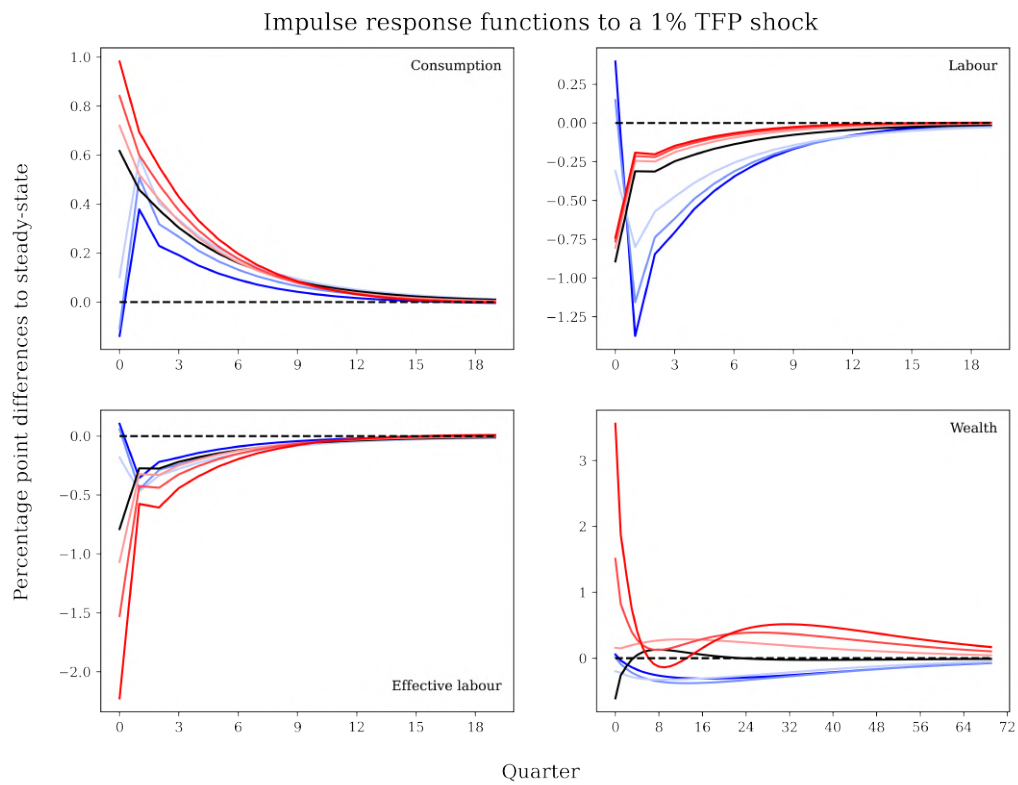 Impulse response functions to a 1% TFP shock
Percentage point differences to steady-state
Consumption
1.0
0.8
0.6
0.4
0.2
0.0
0 3 6 9 12 15 18
Labour
0.25
0.00
−0.25
−0.50
−0.75
−1.00
−1.25
0 3 6 9 12 15 18
Effective labour
0.0
−0.5
−1.0
−1.5
−2.0
0 3 6 9 12 15 18
Wealth
3
2
1
0
0 8 16 24 32 40 48 56 64 72
Quarter